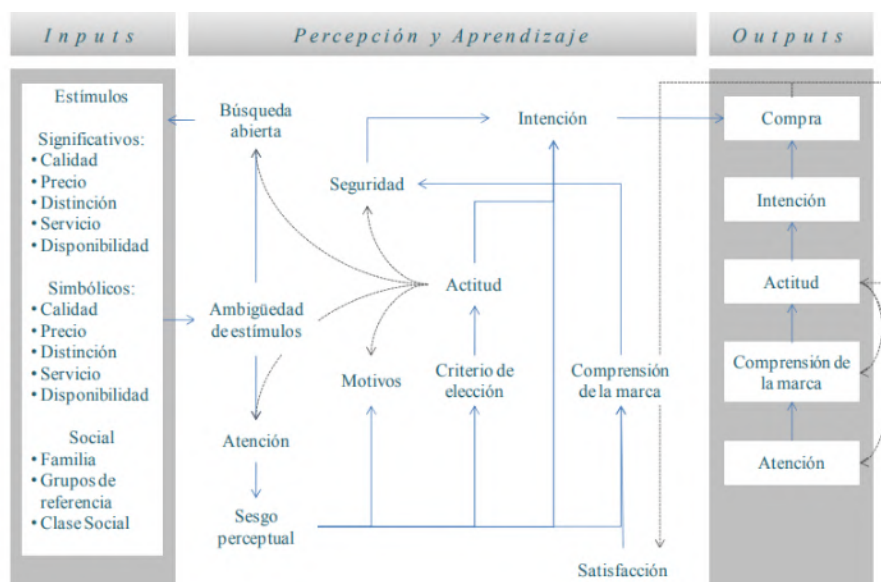 Inputs
Percepción y Aprendizaje
Outputs
Estímulos
Significativos:
• Calidad
• Precio
• Distinción
• Servicio
• Disponibilidad
Simbólicos:
• Calidad
• Precio
• Distinción
• Servicio
• Disponibilidad
Social
• Familia
• Grupos de
referencia
• Clase Social
Búsqueda
abierta
Ambigüedad
de estímulos
Atención
Sesgo
perceptual
Seguridad
Motivos
Intención
Actitud
Criterio de
elección
Comprensión
de la marca
Satisfacción
Compra
Intención
Actitud
Comprensión de
la marca
Atención